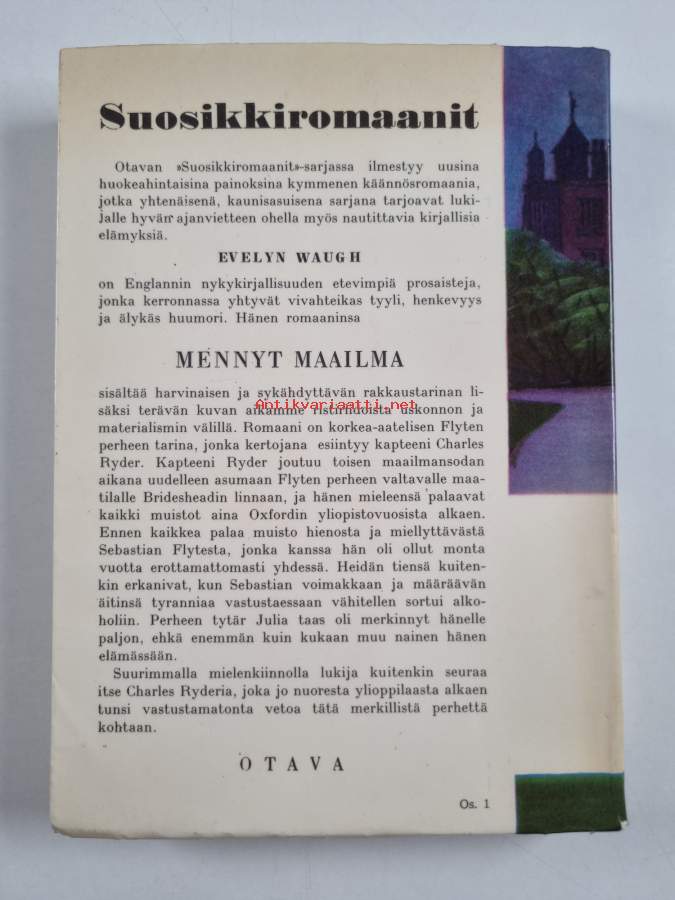 Suosikkiromaanit
Otavan »Suosikkiromaanit»-sarjassa ilmestyy uusina
huokeahintaisina painoksina kymmenen käännösromaania,
jotka yhtenäisenä, kaunisasuisena sarjana tarjoavat luki-
jalle hyvän ajanvietteen ohella myös nautittavia kirjallisia
elämyksiä.
EVELYN WAUGH
on Englannin nykykirjallisuuden etevimpiä prosaisteja,
jonka kerronnassa yhtyvät vivahteikas tyyli, henkevyys
ja älykäs huumori. Hänen romaaninsa
MENNYT MAAILMA
sisältää harvinaisen ja sykähdyttävän rakkaustarinan li-
Antikvariaatti.net
säksi terävän kuvan aikamme ristiriidoista uskonnon ja
materialismin välillä. Romaani on korkea-aatelisen Flyten
perheen tarina, jonka kertojana esiintyy kapteeni Charles
Ryder. Kapteeni Ryder joutuu toisen maailmansodan
aikana uudelleen asumaan Flyten perheen valtavalle maa-
tilalle Bridesheadin linnaan, ja hänen mieleensä palaavat
kaikki muistot aina Oxfordin yliopistovuosista alkaen.
Ennen kaikkea palaa muisto hienosta ja miellyttävästä
Sebastian Flytesta, jonka kanssa hän oli ollut monta
vuotta erottamattomasti yhdessä. Heidän tiensä kuiten-
kin erkanivat, kun Sebastian voimakkaan ja määräävän
äitinsä tyranniaa vastustaessaan vähitellen sortui alko-
holiin. Perheen tytär Julia taas oli merkinnyt hänelle
paljon, ehkä enemmän kuin kukaan muu nainen hänen
elämässään.
Suurimmalla mielenkiinnolla lukija kuitenkin seuraa
itse Charles Ryderia, joka jo nuoresta ylioppilaasta alkaen
tunsi vastustamatonta vetoa tätä merkillistä perhettä
kohtaan.
OTAVA
Os. 1